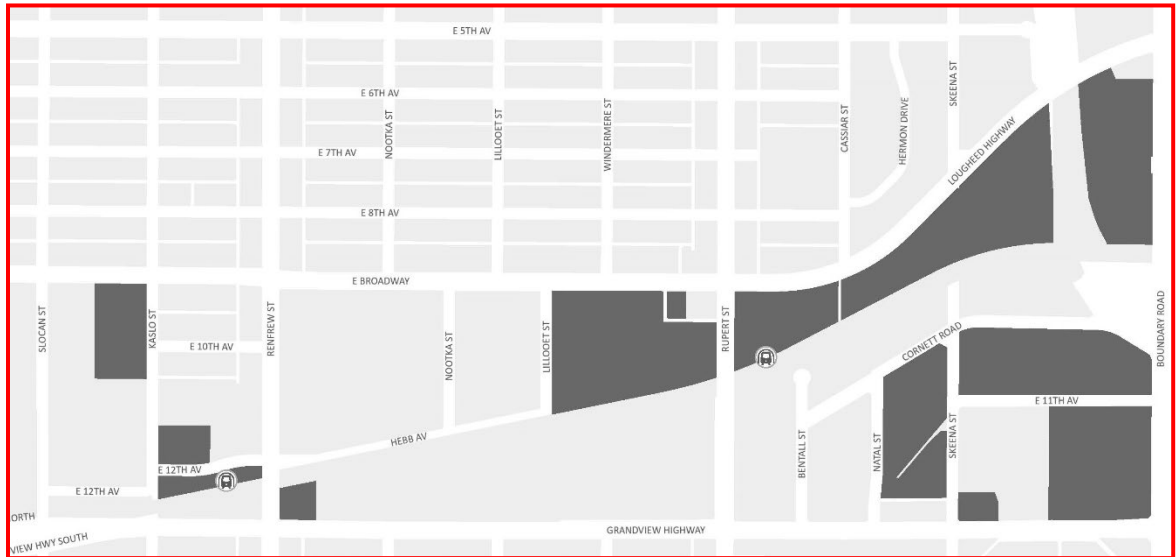 E 5TH AV
E 6TH AV
E 7TH AV
E 8TH AV
NOOTKA ST
LILLOOET ST
WINDERMERE ST
CASSIAR ST
HERMON DRIVE
SKEENA ST
LOUGHEED HIGHWAY
E BROADWAY
SLOCAN ST
KASLO ST
RENFREW ST
E 10TH AV
NOOTKA ST
LILLOOET ST
RUPERT ST
CORNETT ROAD
BOUNDARY ROAD
E 11TH AV
HEBB AV
BENTALL ST
NATAL ST
SKEENA ST
E 12TH AV
E 12TH AV
ORTH
VIEW HWY SOUTH
GRANDVIEW HIGHWAY